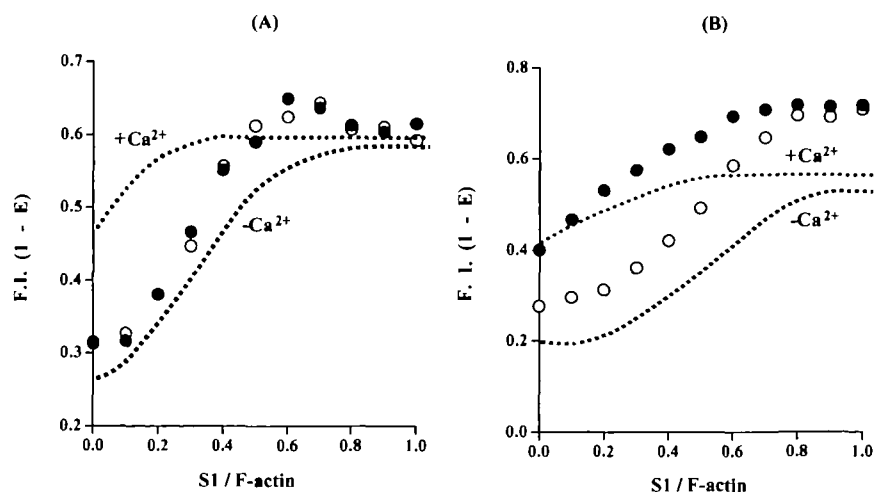 (A)
(B)
F.I. (1 - E)
0.7
0.6
0.5
0.4
0.3
0.2
+Ca2+
-Ca2+
0.0 0.2 0.4 0.6 0.8 1.0
S1 / F-actin
F. I. (1 - E)
0.8
0.6
0.4
0.2
0.0
+Ca2+
-Ca2+
0.0 0.2 0.4 0.6 0.8 1.0
S1 / F-actin